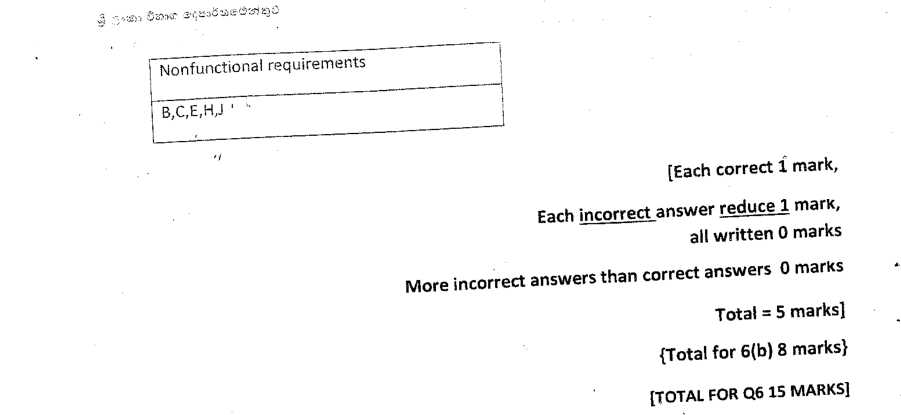 ශ්‍රී ලංකා විභාග දෙපාර්තමේන්තුව
Nonfunctional requirements
B,C,E,H,J
[Each correct 1 mark,
Each incorrect answer reduce 1 mark,
all written 0 marks
More incorrect answers than correct answers 0 marks
Total = 5 marks]
{Total for 6(b) 8 marks}
[TOTAL FOR Q6 15 MARKS]